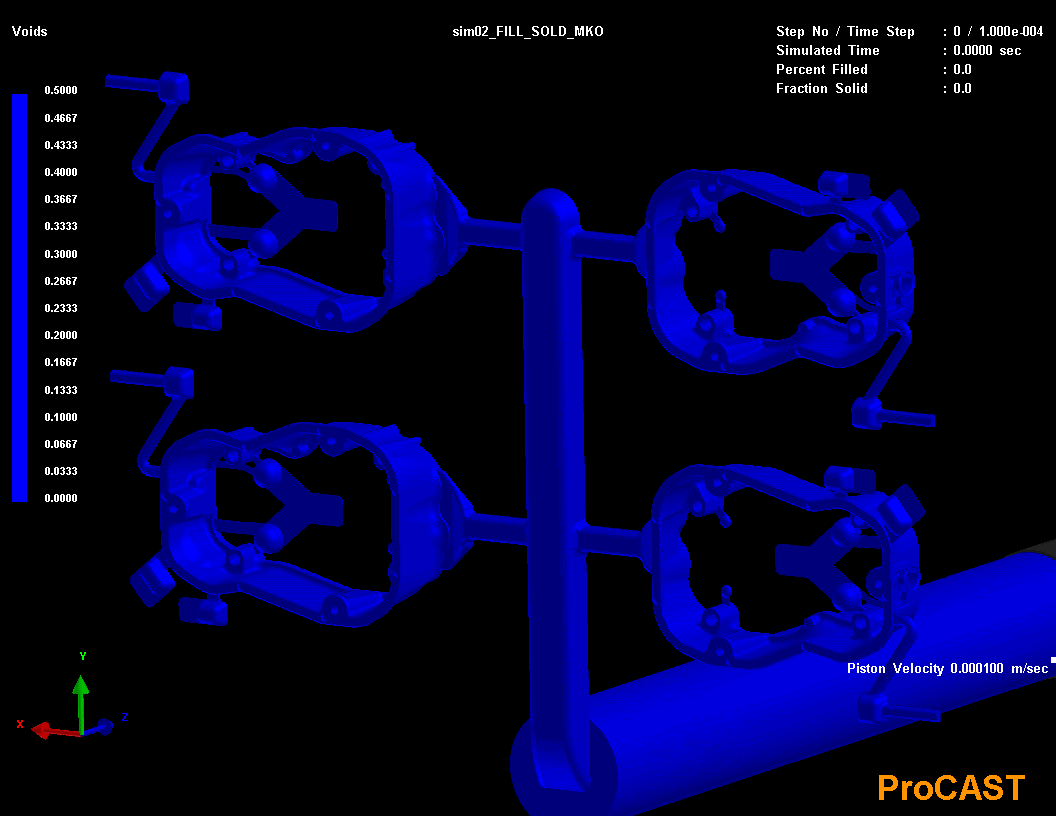 Voids
sim02_FILL_SOLD_MKO
Step No / Time Step : 0 / 1.000e-004
Simulated Time : 0.0000 sec
Percent Filled : 0.0
Fraction Solid : 0.0
0.5000
0.4667
0.4333
0.4000
0.3667
0.3333
0.3000
0.2667
0.2333
0.2000
0.1667
0.1333
0.1000
0.0667
0.0333
0.0000
Y
X
Z
Piston Velocity 0.000100 m/sec
ProCAST